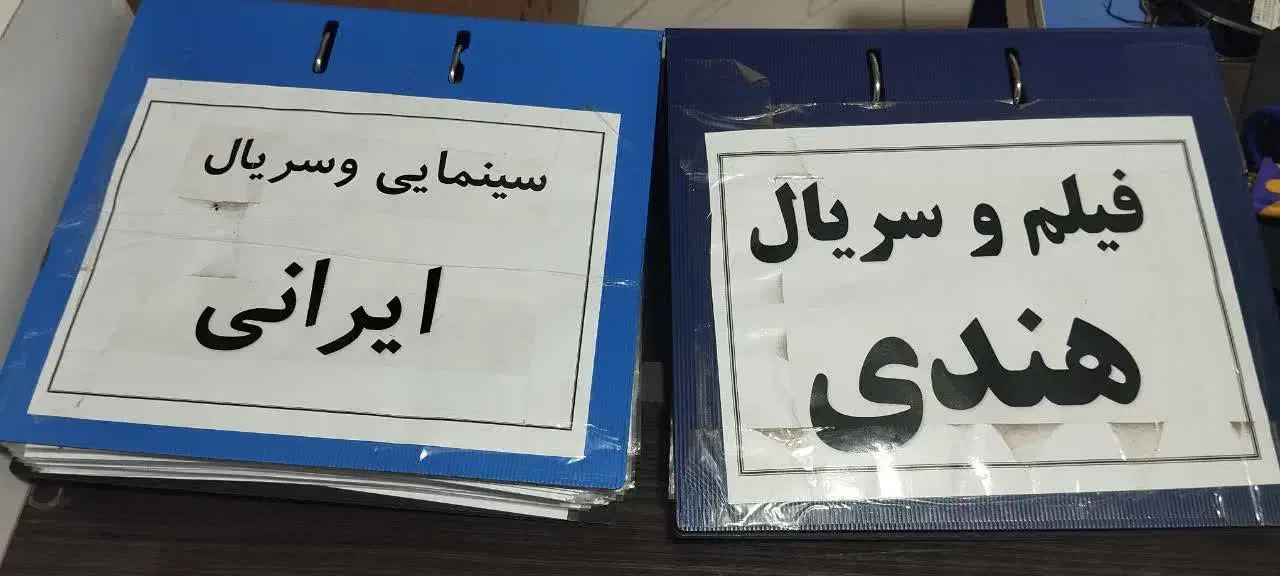 سینمایی وسریال
ایرانی
فیلم و سریال
هندی